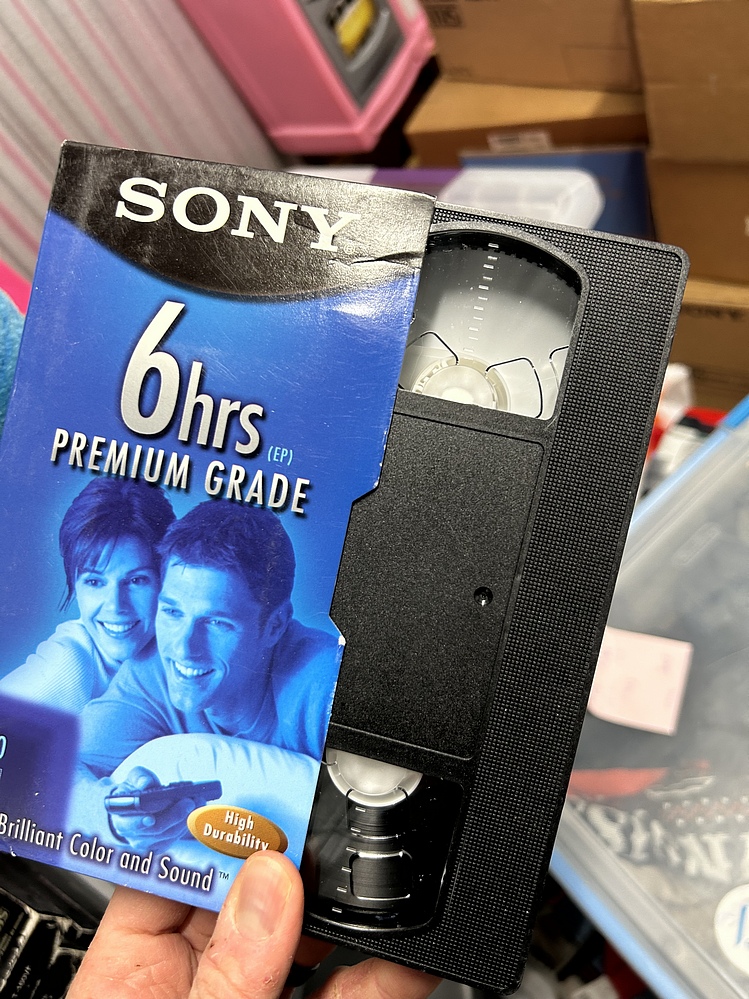 SONY
6hrs (EP)
PREMIUM GRADE
High
Durability
Brilliant Color and Sound™